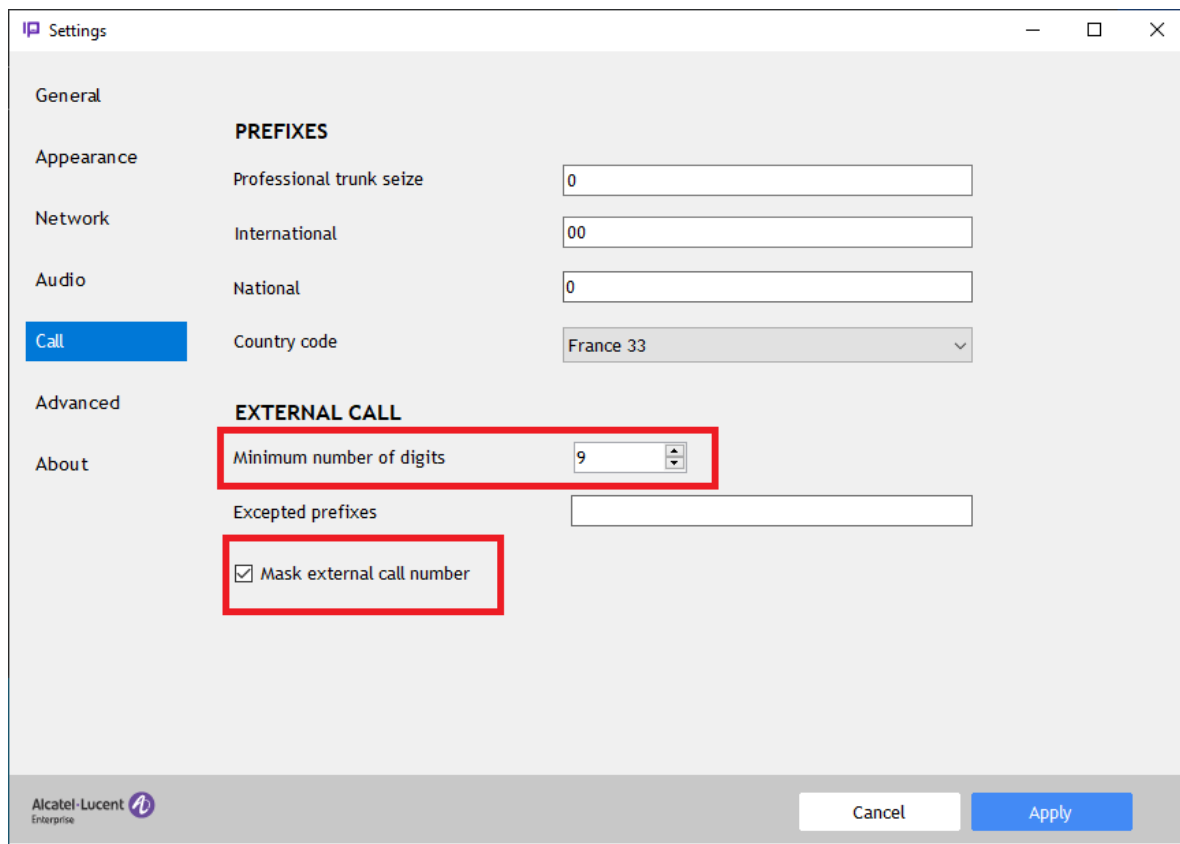 Settings
General
Appearance
Network
Audio
Call
Advanced
About
PREFIXES
Professional trunk seize 0
International 00
National 0
Country code France 33
EXTERNAL CALL
Minimum number of digits 9
Excepted prefixes
Mask external call number
Alcatel·Lucent
Enterprise
Cancel
Apply